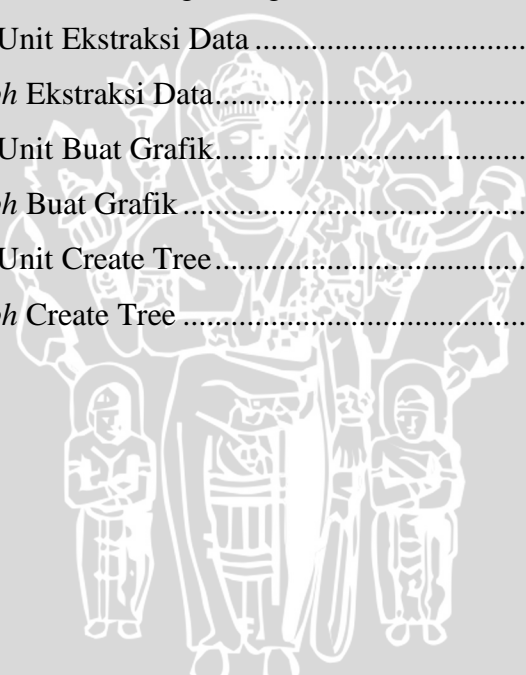 Unit Ekstraksi Data ..................................
Ekstraksi Data.......................................
Unit Buat Grafik.......................................
Buat Grafik ...........................................
Unit Create Tree.......................................
Create Tree ...........................................